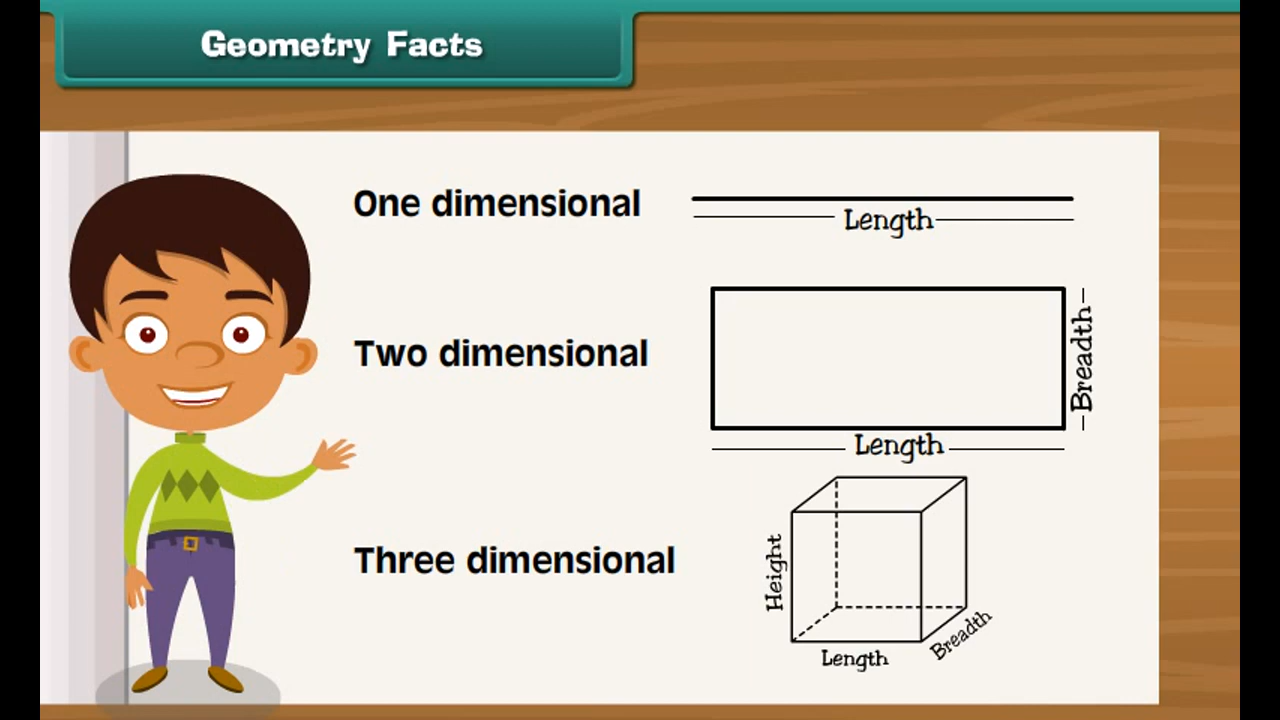 Geometry Facts
One dimensional
Length
Two dimensional
Breadth
Length
Three dimensional
Height
Length
Breadth